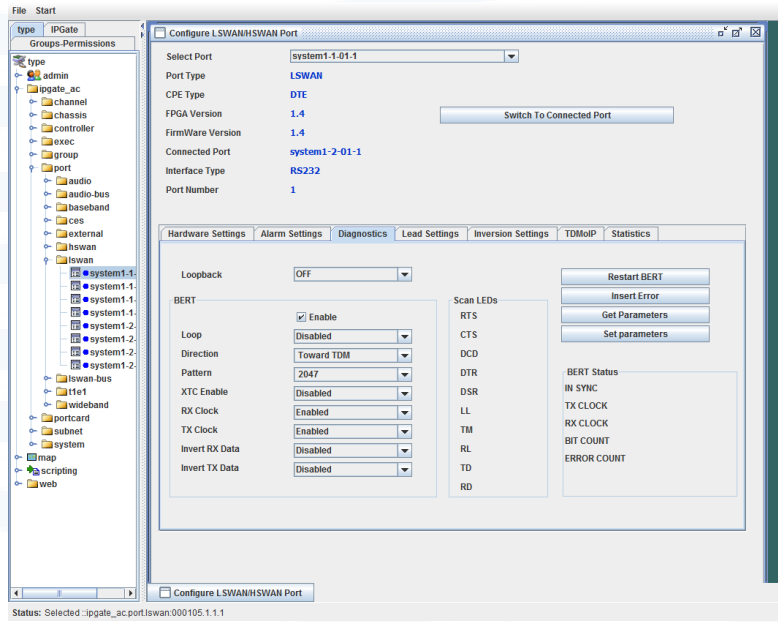 File Start
type IPGate
Groups-Permissions
type
admin
ipgate_ac
channel
chassis
controller
exec
group
port
audio
audio-bus
baseband
ces
external
hswan
lswan
system1-1-
system1-1-
system1-1-
system1-1-
system1-2-
system1-2-
system1-2-
system1-2-
lswan-bus
t1e1
wideband
portcard
subnet
system
map
scripting
web
Configure LSWAN/HSWAN Port
Select Port system1-1-01-1
Port Type LSWAN
CPE Type DTE
FPGA Version 1.4 Switch To Connected Port
FirmWare Version 1.4
Connected Port system1-2-01-1
Interface Type RS232
Port Number 1
Hardware Settings Alarm Settings Diagnostics Lead Settings Inversion Settings TDMoIP Statistics
Loopback OFF
BERT
Enable
Loop Disabled
Direction Toward TDM
Pattern 2047
XTC Enable Disabled
RX Clock Enabled
TX Clock Enabled
Invert RX Data Disabled
Invert TX Data Disabled
Scan LEDs
RTS
CTS
DCD
DTR
DSR
LL
TM
RL
TD
RD
Restart BERT
Insert Error
Get Parameters
Set parameters
BERT Status
IN SYNC
TX CLOCK
RX CLOCK
BIT COUNT
ERROR COUNT
Configure LSWAN/HSWAN Port
Status: Selected ::ipgate_ac.port.lswan:000105.1.1.1